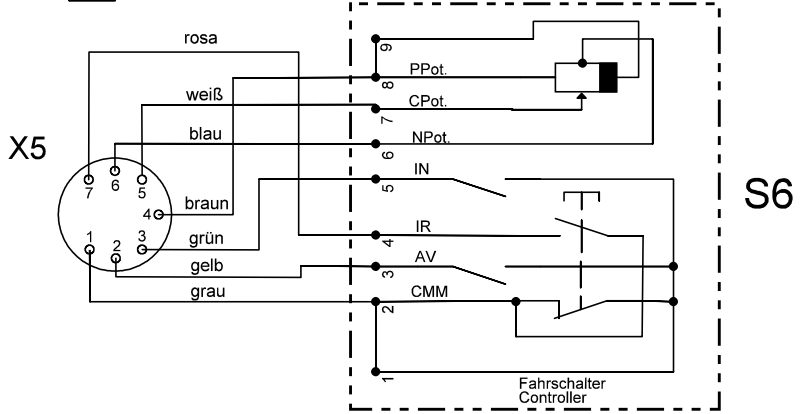 rosa
9
PPot.
8
weiß
CPot.
7
blau
NPot.
6
X5
IN
5
7
6
5
S6
braun
4
IR
4
1
2
3
grün
AV
3
gelb
grau
CMM
2
1
Fahrschalter
Controller